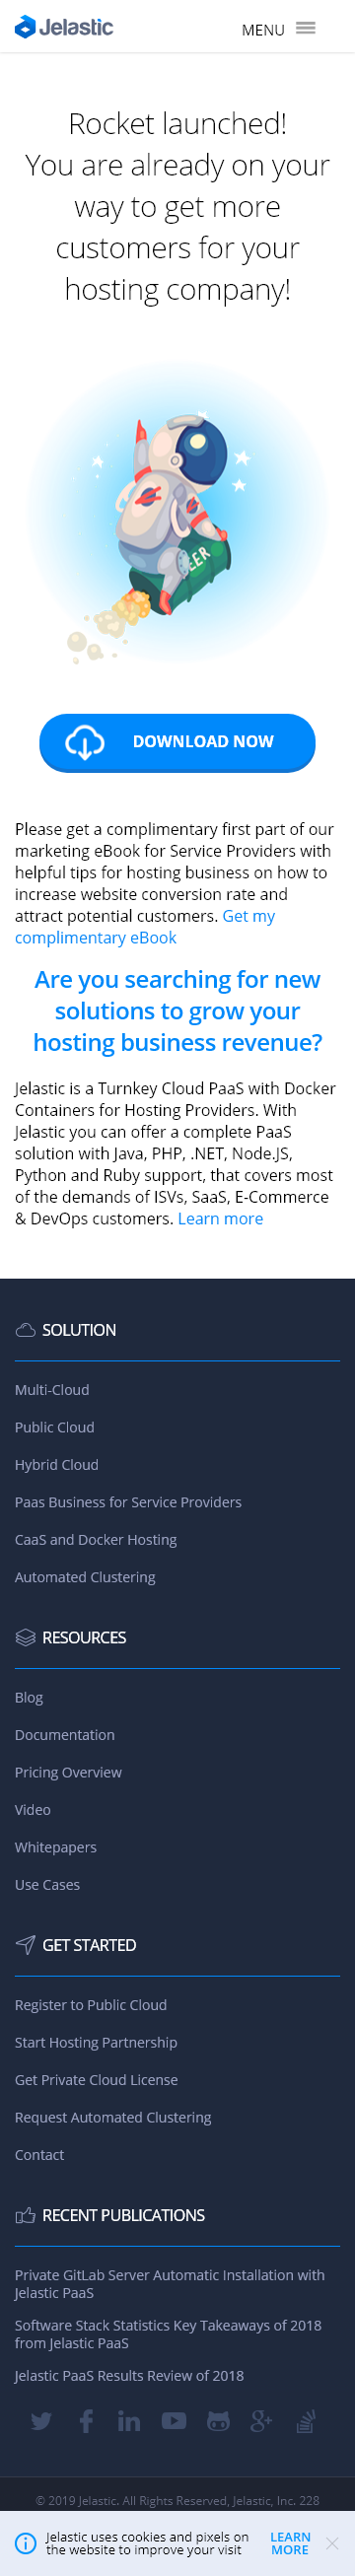 Jelastic
MENU
Rocket launched!
You are already on your
way to get more
customers for your
hosting company!
BEER
DOWNLOAD NOW
Please get a complimentary first part of our
marketing eBook for Service Providers with
helpful tips for hosting business on how to
increase website conversion rate and
attract potential customers. Get my
complimentary eBook
Are you searching for new
solutions to grow your
hosting business revenue?
Jelastic is a Turnkey Cloud PaaS with Docker
Containers for Hosting Providers. With
Jelastic you can offer a complete PaaS
solution with Java, PHP, .NET, Node.JS,
Python and Ruby support, that covers most
of the demands of ISVs, SaaS, E-Commerce
& DevOps customers. Learn more
SOLUTION
Multi-Cloud
Public Cloud
Hybrid Cloud
Paas Business for Service Providers
CaaS and Docker Hosting
Automated Clustering
RESOURCES
Blog
Documentation
Pricing Overview
Video
Whitepapers
Use Cases
GET STARTED
Register to Public Cloud
Start Hosting Partnership
Get Private Cloud License
Request Automated Clustering
Contact
RECENT PUBLICATIONS
Private GitLab Server Automatic Installation with
Jelastic PaaS
Software Stack Statistics Key Takeaways of 2018
from Jelastic PaaS
Jelastic PaaS Results Review of 2018
© 2019 Jelastic. All Rights Reserved, Jelastic, Inc. 228
Jelastic uses cookies and pixels on
the website to improve your visit
LEARN
MORE